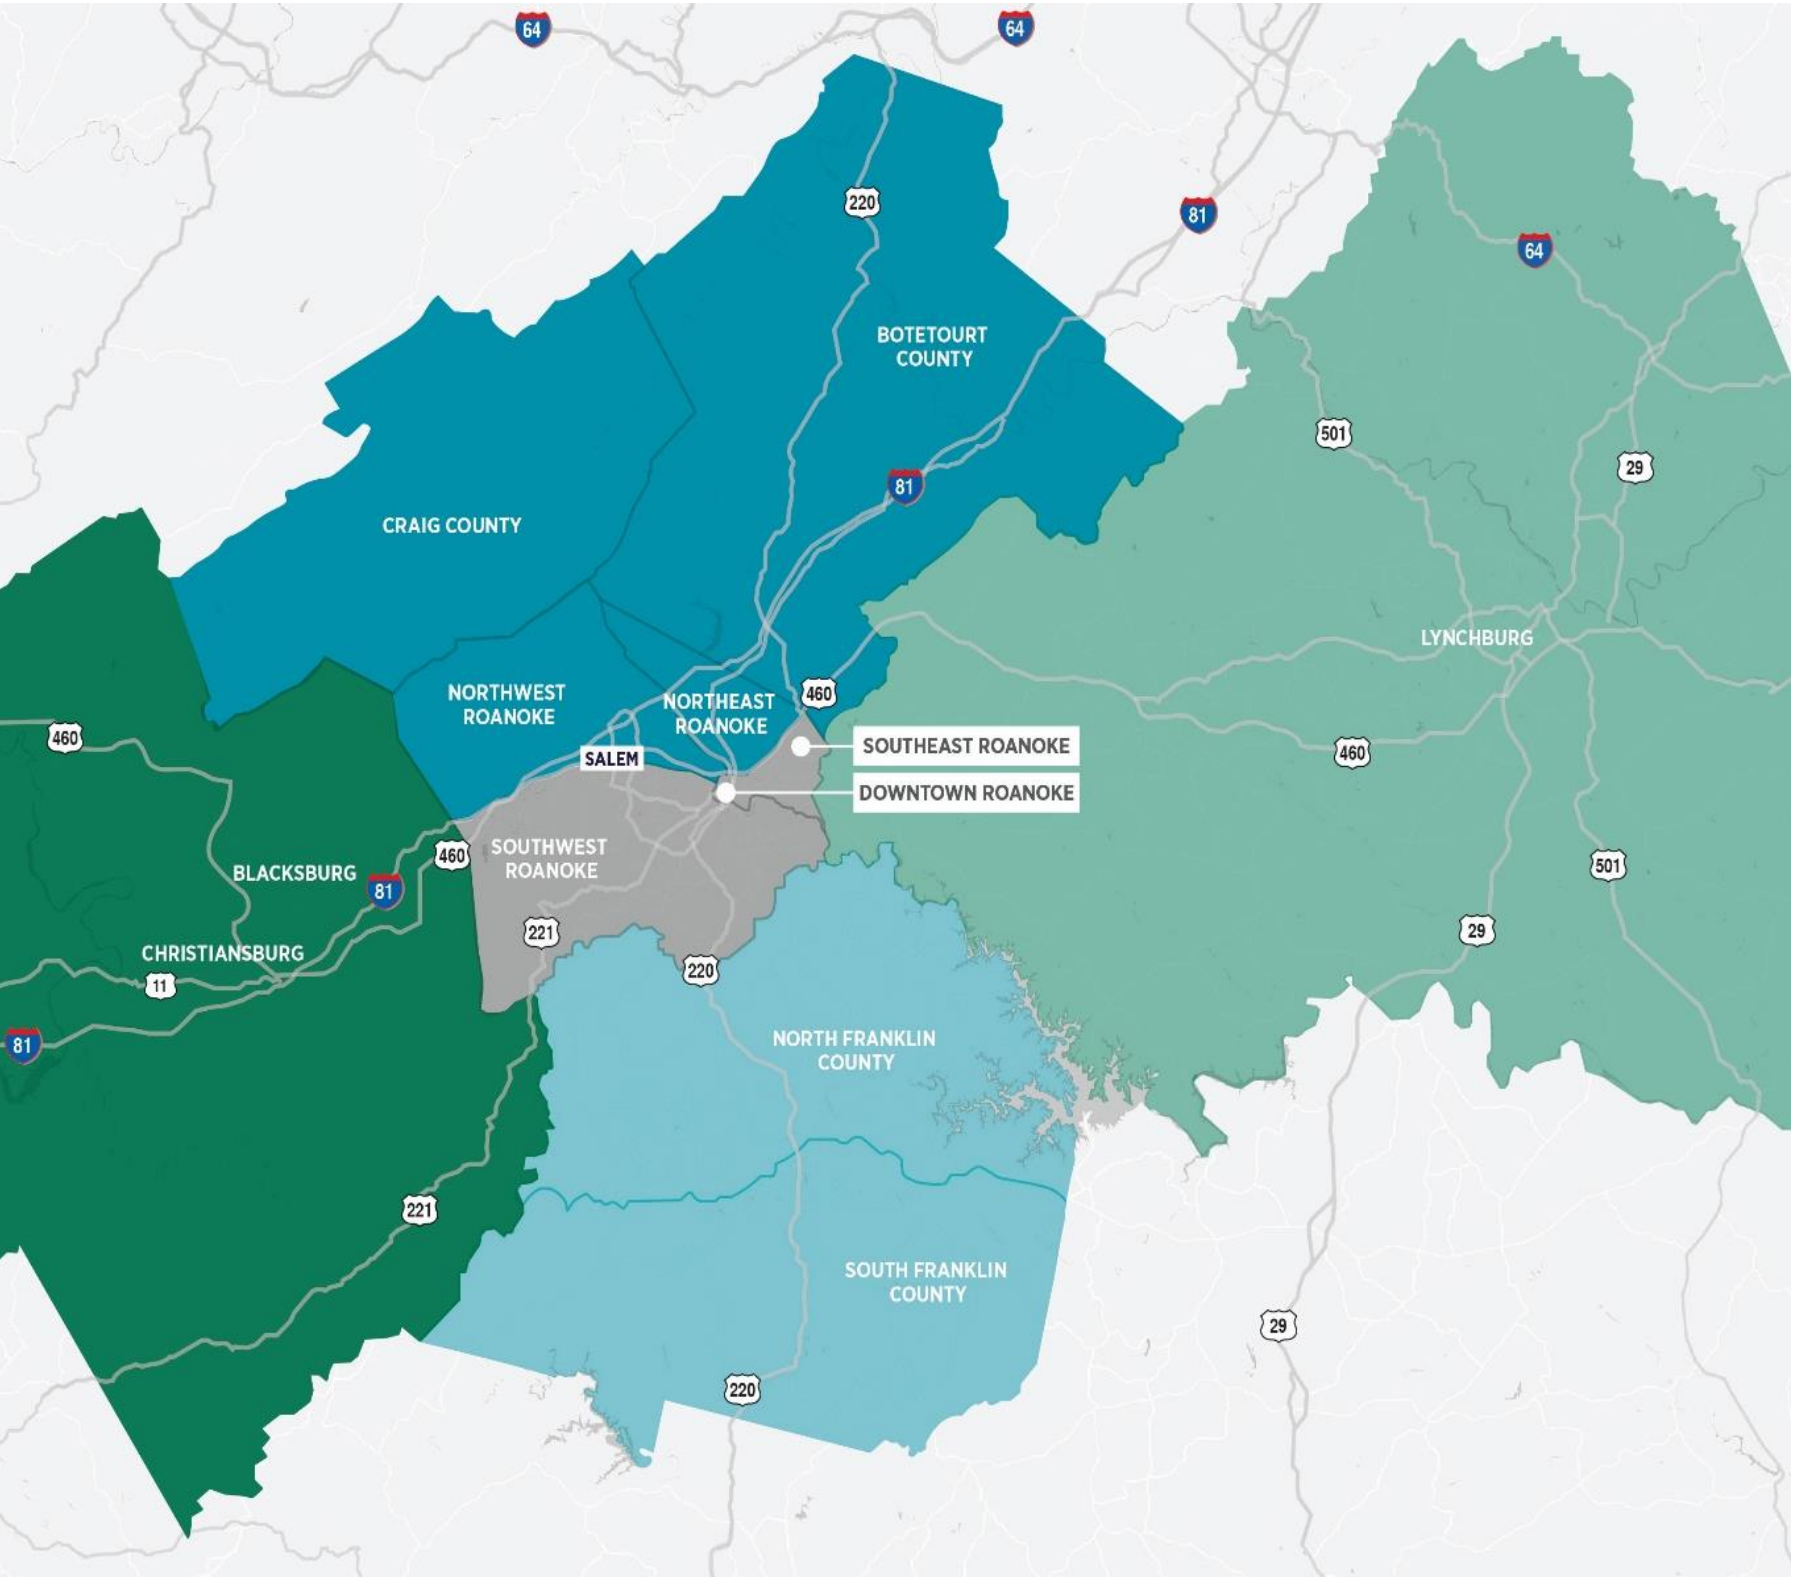 64
64
220
81
64
BOTETOURT
COUNTY
501
29
81
CRAIG COUNTY
LYNCHBURG
NORTHWEST
ROANOKE
NORTHEAST
ROANOKE
460
460
SOUTHEAST ROANOKE
460
SALEM
DOWNTOWN ROANOKE
SOUTHWEST
ROANOKE
460
501
BLACKSBURG
81
221
29
CHRISTIANSBURG
220
11
81
NORTH FRANKLIN
COUNTY
221
SOUTH FRANKLIN
COUNTY
29
220